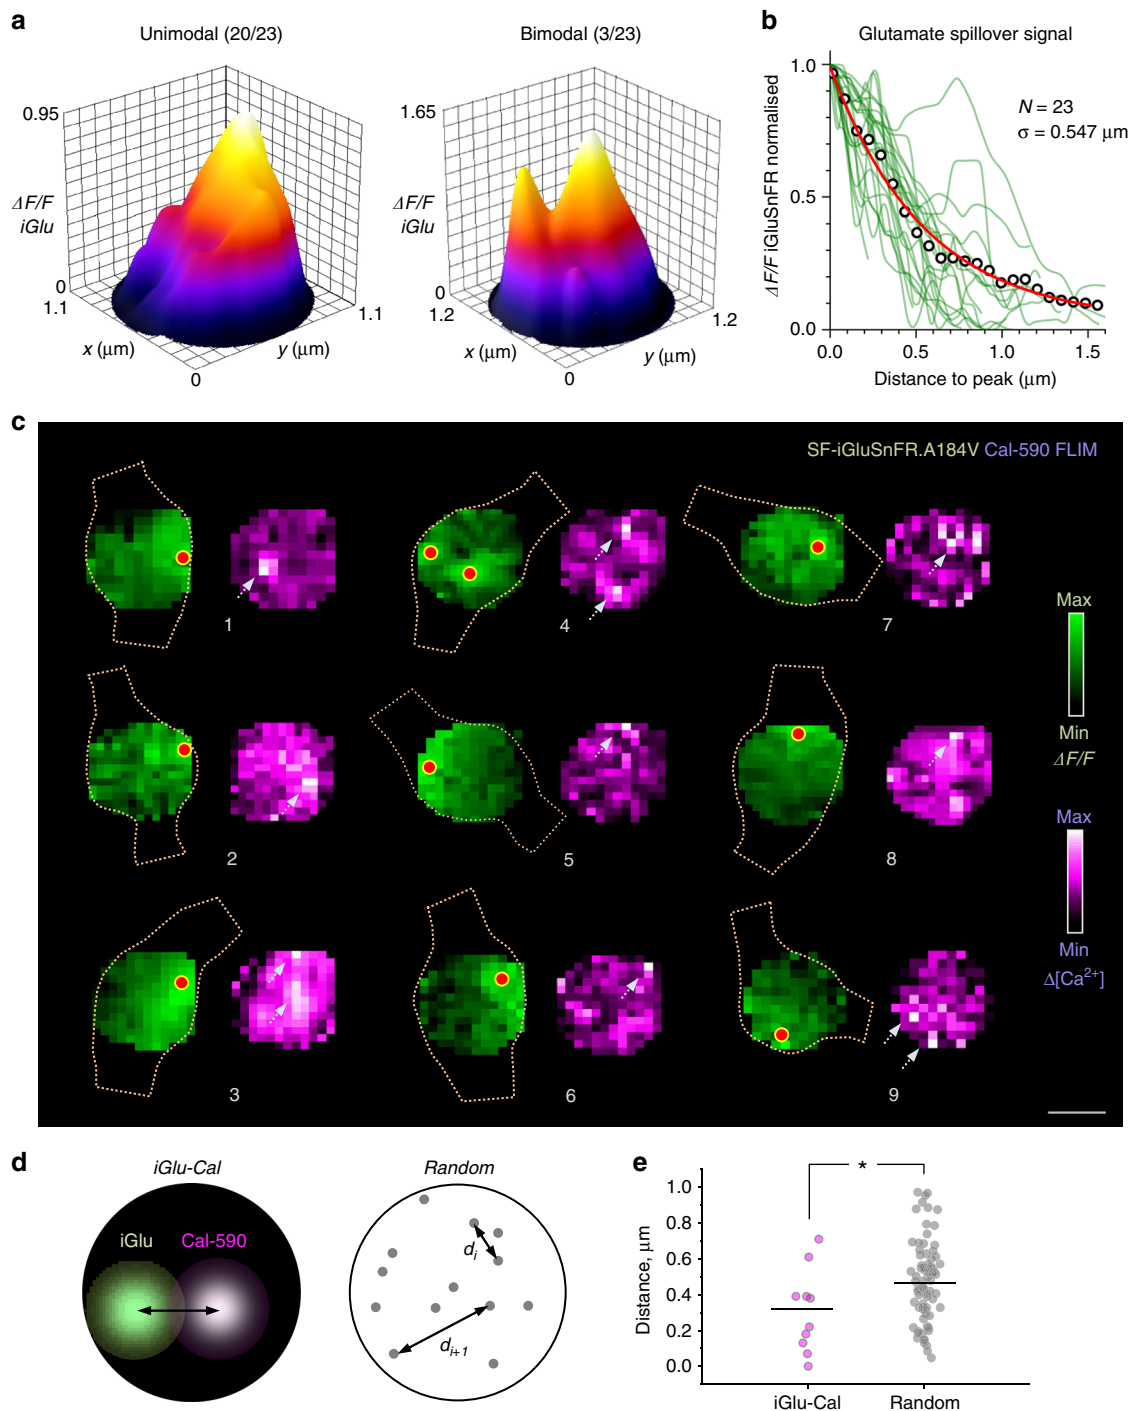 a
Unimodal (20/23)
0.95
ΔF/F
iGlu
0
1.1
x (μm)
0
y (μm)
1.1
Bimodal (3/23)
1.65
ΔF/F
iGlu
0
1.2
x (μm)
0
y (μm)
1.2
b
Glutamate spillover signal
N = 23
σ = 0.547 μm
ΔF/F iGluSnFR normalised
1.0
0.5
0.0
0.0 0.5 1.0 1.5
Distance to peak (μm)
c
SF-iGluSnFR.A184V Cal-590 FLIM
1
4
7
2
5
8
3
6
9
Max
Min
ΔF/F
Max
Min
Δ[Ca²⁺]
d
iGlu-Cal
iGlu Cal-590
Random
dᵢ
dᵢ₊₁
e
*
Distance, μm
1.0
0.8
0.6
0.4
0.2
0.0
iGlu-Cal Random